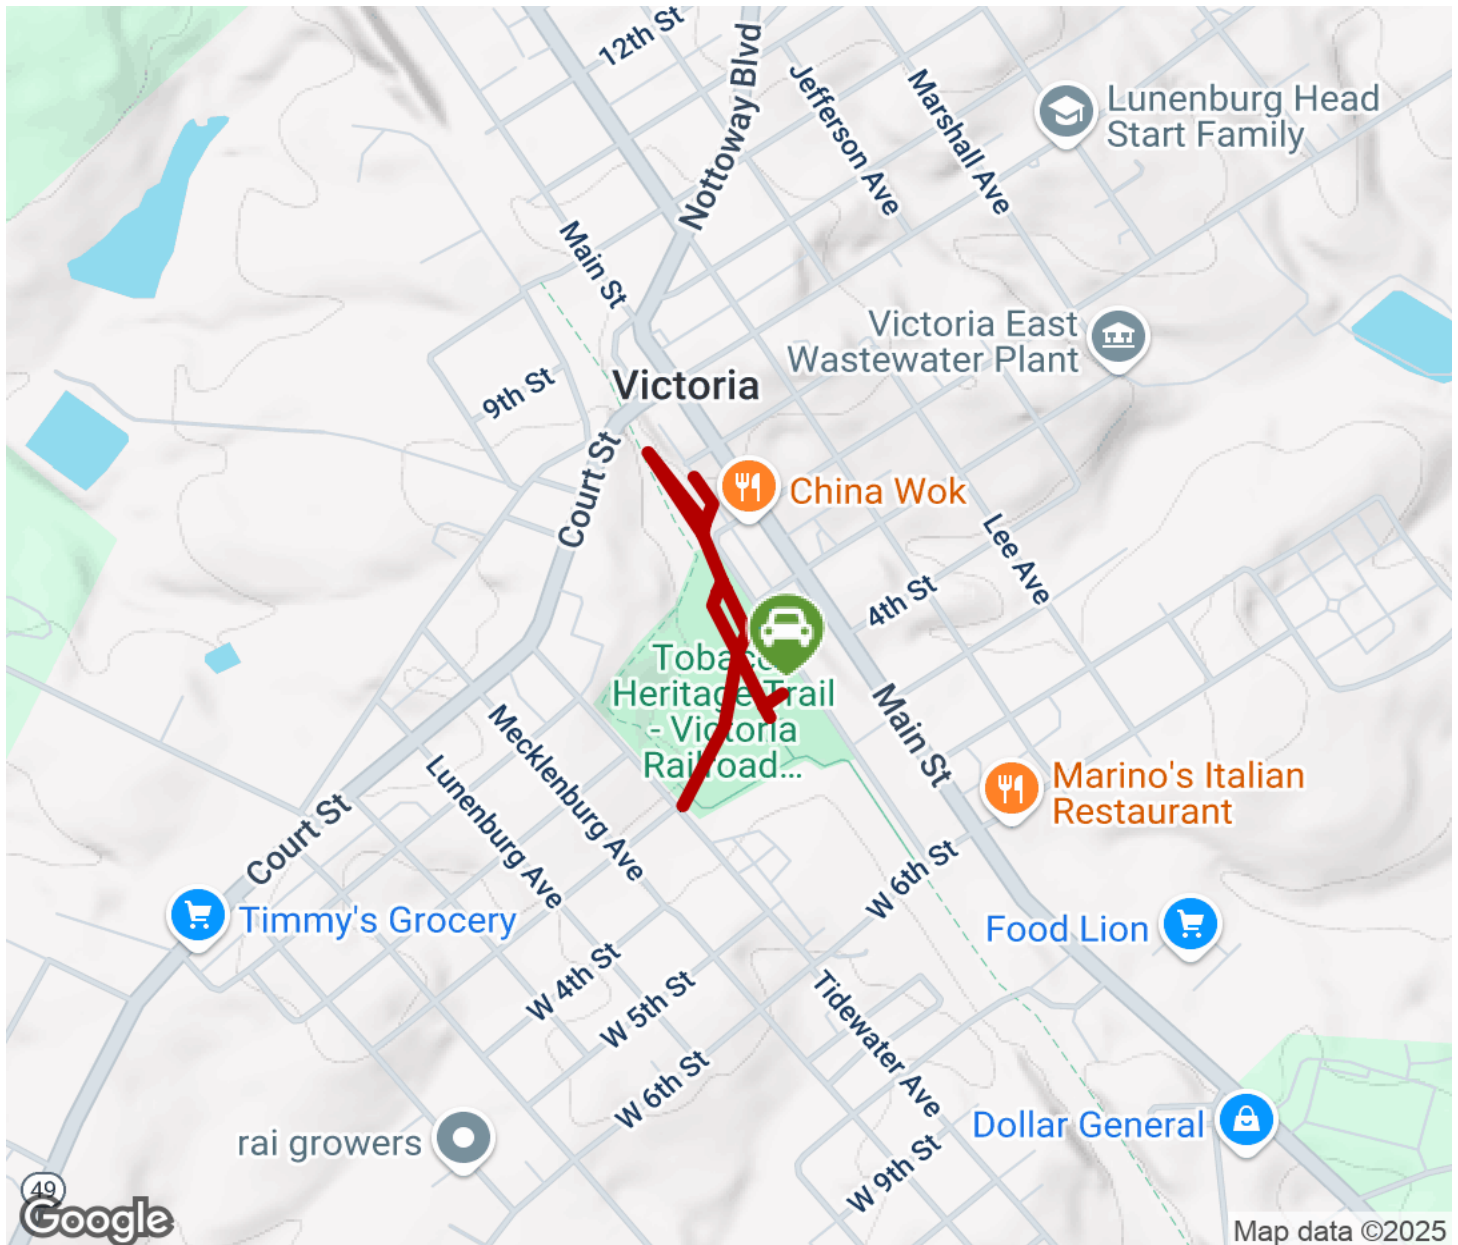 12th St
Nottoway Blvd
Jefferson Ave
Marshall Ave
Lunenburg Head
Start Family
Main St
Victoria East
Wastewater Plant
9th St
Victoria
Court St
China Wok
Lee Ave
4th St
Tobacco
Heritage Trail
- Victoria
Railroad...
Main St
Mecklenburg Ave
Lunenburg Ave
Marino's Italian
Restaurant
Court St
W 6th St
Timmy's Grocery
Food Lion
W 4th St
W 5th St
Tidewater Ave
W 6th St
rai growers
Dollar General
W 9th St
49
Google
Map data ©2025